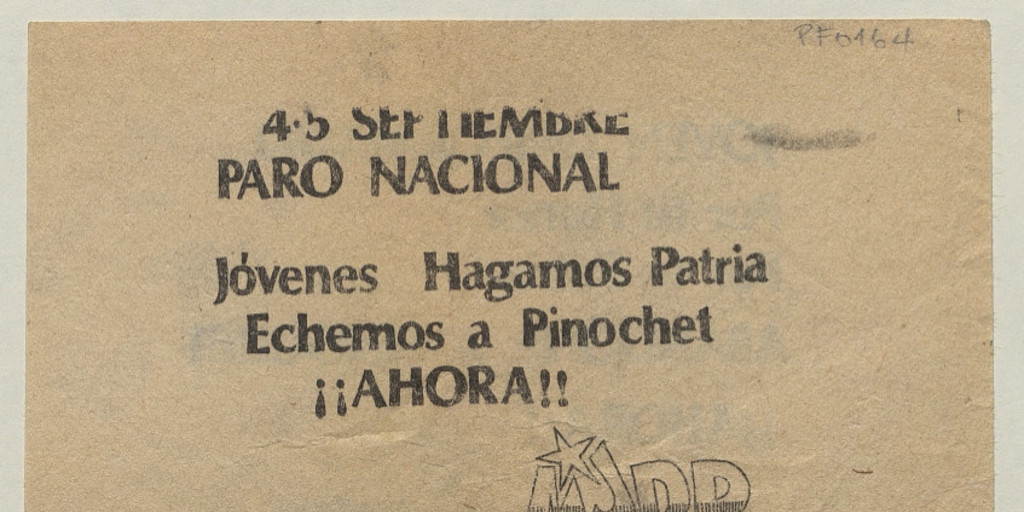 PF0164
4·5 SEPTIEMBRE
PARO NACIONAL
Jóvenes Hagamos Patria
Echemos a Pinochet
¡¡AHORA!!